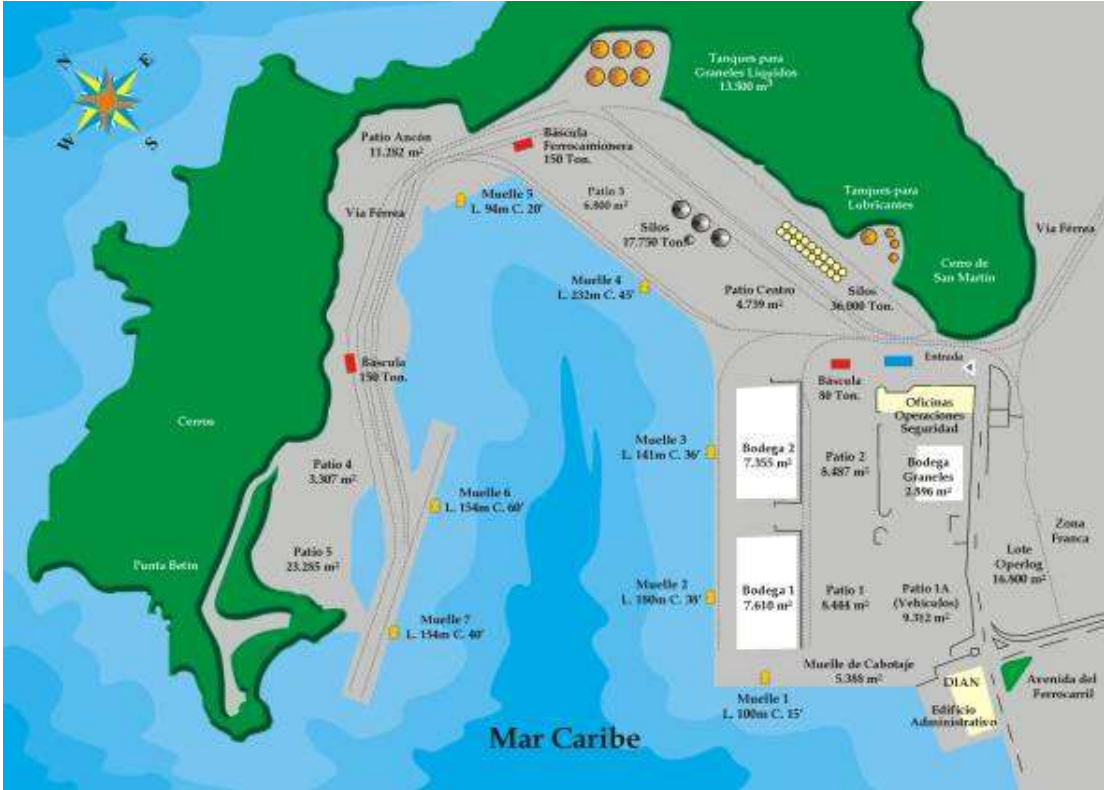 N
E
W
S
Tanques para
Graneles Líquidos
13.500 m³
Patio Ancón
11.282 m²
Báscula
Ferrocamionera
150 Ton.
Vía Férrea
Muelle 5
L. 94m C. 20'
Patio 3
6.800 m²
Silos
17.750 Ton.
Tanques para
Lubricantes
Vía Férrea
Cerro de
San Martín
Muelle 4
L. 232m C. 45'
Patio Centro
4.739 m²
Silos
36.000 Ton.
Báscula
150 Ton.
Entrada
Báscula
80 Ton.
Oficinas
Operaciones
Seguridad
Cerros
Muelle 3
L. 141m C. 36'
Bodega 2
7.355 m²
Patio 2
8.487 m²
Bodega
Graneles
2.896 m²
Patio 4
3.307 m²
Muelle 6
L. 154m C. 60'
Zona
Franca
Patio 5
23.285 m²
Punta Betín
Lote
Operlog
16.800 m²
Muelle 2
L. 180m C. 38'
Bodega 1
7.610 m²
Patio 1
8.444 m²
Patio 1A
(Vehículos)
9.312 m²
Muelle 7
L. 154m C. 40'
Muelle de Cabotaje
5.388 m²
Muelle 1
L. 100m C. 15'
DIAN
Edificio
Administrativo
Avenida del
Ferrocarril
Mar Caribe